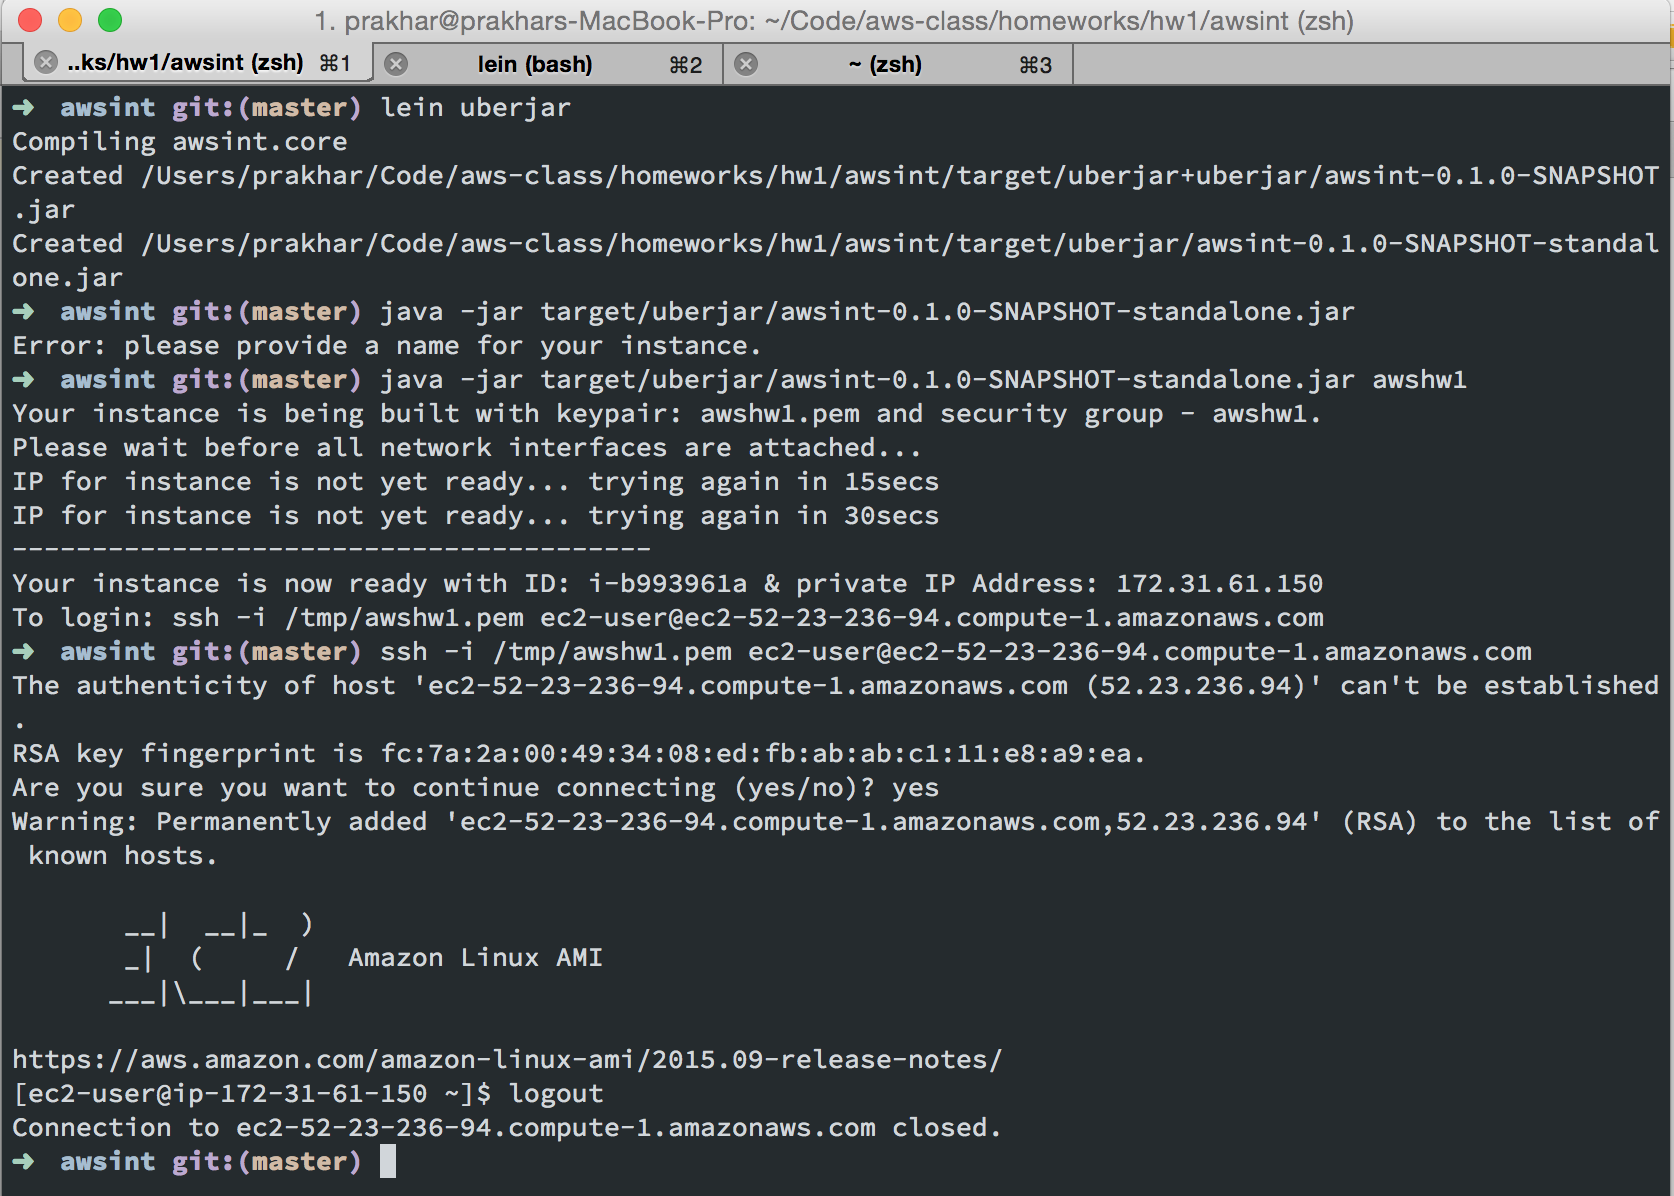 1. prakhar@prakhars-MacBook-Pro: ~/Code/aws-class/homeworks/hw1/awsint (zsh)
..ks/hw1/awsint (zsh) ⌘1 lein (bash) ⌘2 ~ (zsh) ⌘3
➜  awsint git:(master) lein uberjar
Compiling awsint.core
Created /Users/prakhar/Code/aws-class/homeworks/hw1/awsint/target/uberjar+uberjar/awsint-0.1.0-SNAPSHOT
.jar
Created /Users/prakhar/Code/aws-class/homeworks/hw1/awsint/target/uberjar/awsint-0.1.0-SNAPSHOT-standal
one.jar
➜  awsint git:(master) java -jar target/uberjar/awsint-0.1.0-SNAPSHOT-standalone.jar
Error: please provide a name for your instance.
➜  awsint git:(master) java -jar target/uberjar/awsint-0.1.0-SNAPSHOT-standalone.jar awshw1
Your instance is being built with keypair: awshw1.pem and security group - awshw1.
Please wait before all network interfaces are attached...
IP for instance is not yet ready... trying again in 15secs
IP for instance is not yet ready... trying again in 30secs
----------------------------------------
Your instance is now ready with ID: i-b993961a & private IP Address: 172.31.61.150
To login: ssh -i /tmp/awshw1.pem ec2-user@ec2-52-23-236-94.compute-1.amazonaws.com
➜  awsint git:(master) ssh -i /tmp/awshw1.pem ec2-user@ec2-52-23-236-94.compute-1.amazonaws.com
The authenticity of host 'ec2-52-23-236-94.compute-1.amazonaws.com (52.23.236.94)' can't be established
.
RSA key fingerprint is fc:7a:2a:00:49:34:08:ed:fb:ab:ab:c1:11:e8:a9:ea.
Are you sure you want to continue connecting (yes/no)? yes
Warning: Permanently added 'ec2-52-23-236-94.compute-1.amazonaws.com,52.23.236.94' (RSA) to the list of
 known hosts.

       __|  __|_  )
       _|  (     /   Amazon Linux AMI
      ___|\___|___|

https://aws.amazon.com/amazon-linux-ami/2015.09-release-notes/
[ec2-user@ip-172-31-61-150 ~]$ logout
Connection to ec2-52-23-236-94.compute-1.amazonaws.com closed.
➜  awsint git:(master)